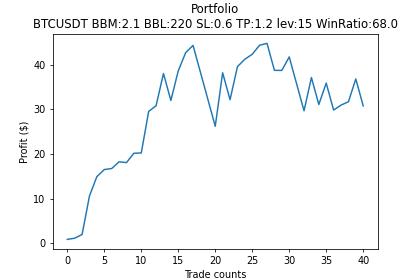 Portfolio
BTCUSDT BBM:2.1 BBL:220 SL:0.6 TP:1.2 lev:15 WinRatio:68.0
40
30
20
10
0
Profit ($)
0 5 10 15 20 25 30 35 40
Trade counts